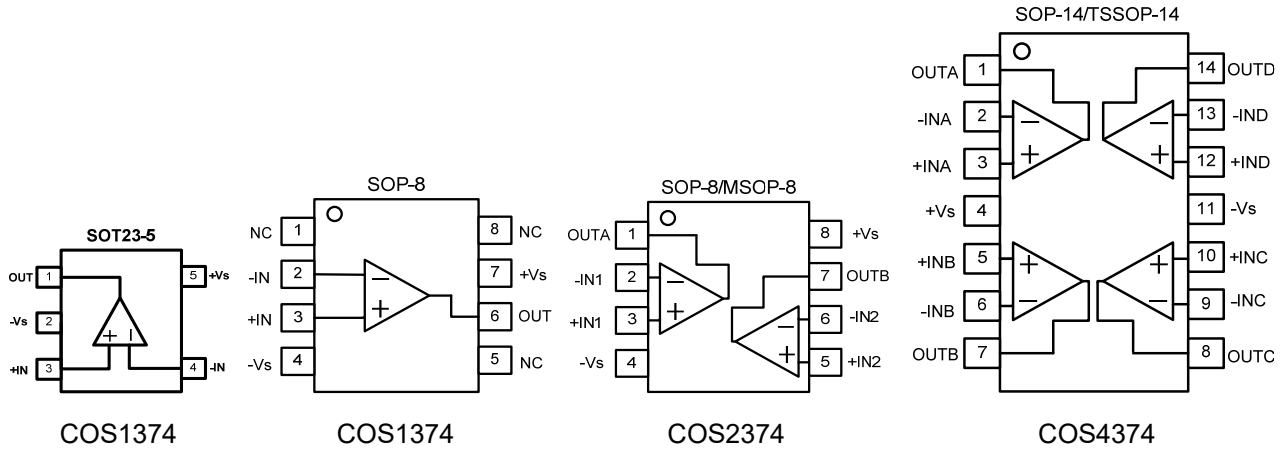 SOT23-5
OUT 1
5 +Vs
-Vs 2
+IN 3
4 -IN
COS1374
SOP-8
NC 1
8 NC
-IN 2
7 +Vs
+IN 3
6 OUT
-Vs 4
5 NC
COS1374
SOP-8/MSOP-8
OUTA 1
8 +Vs
-IN1 2
7 OUTB
+IN1 3
6 -IN2
-Vs 4
5 +IN2
COS2374
SOP-14/TSSOP-14
OUTA 1
14 OUTD
-INA 2
13 -IND
+INA 3
12 +IND
+Vs 4
11 -Vs
+INB 5
10 +INC
-INB 6
9 -INC
OUTB 7
8 OUTC
COS4374